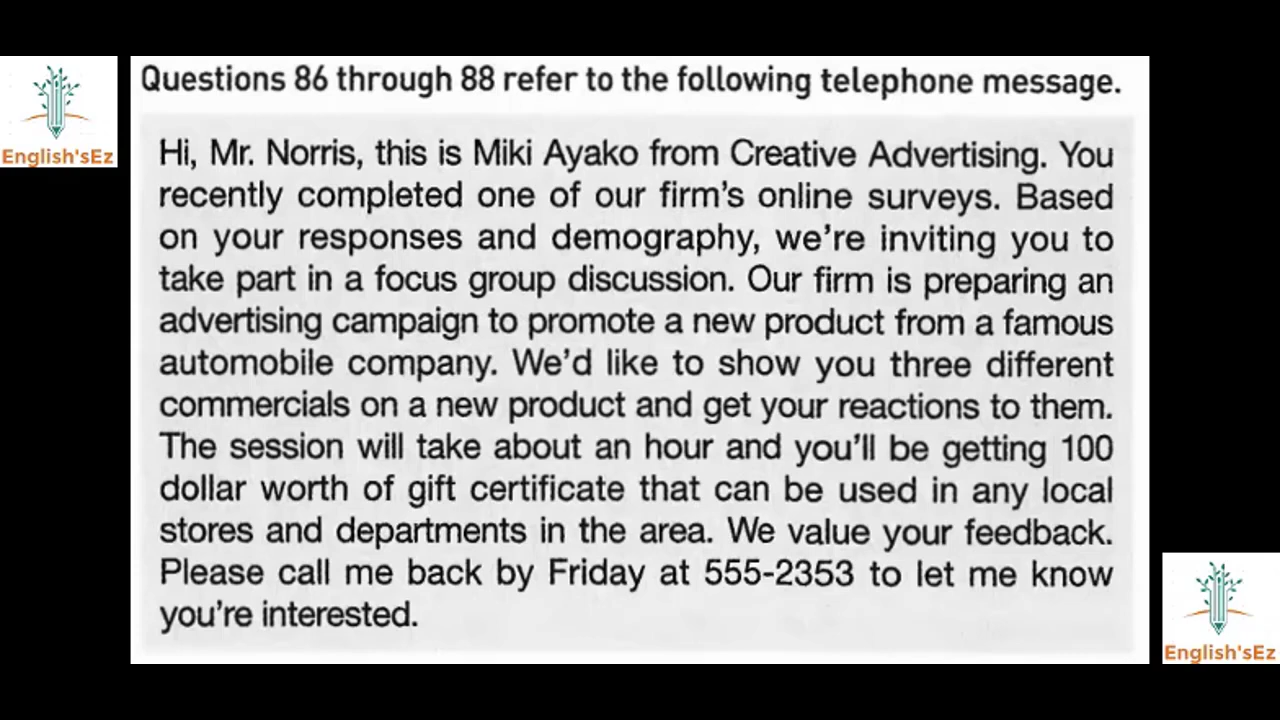 Questions 86 through 88 refer to the following telephone message.
English'sEz
Hi, Mr. Norris, this is Miki Ayako from Creative Advertising. You
recently completed one of our firm's online surveys. Based
on your responses and demography, we're inviting you to
take part in a focus group discussion. Our firm is preparing an
advertising campaign to promote a new product from a famous
automobile company. We'd like to show you three different
commercials on a new product and get your reactions to them.
The session will take about an hour and you'll be getting 100
dollar worth of gift certificate that can be used in any local
stores and departments in the area. We value your feedback.
Please call me back by Friday at 555-2353 to let me know
you're interested.
English'sEz